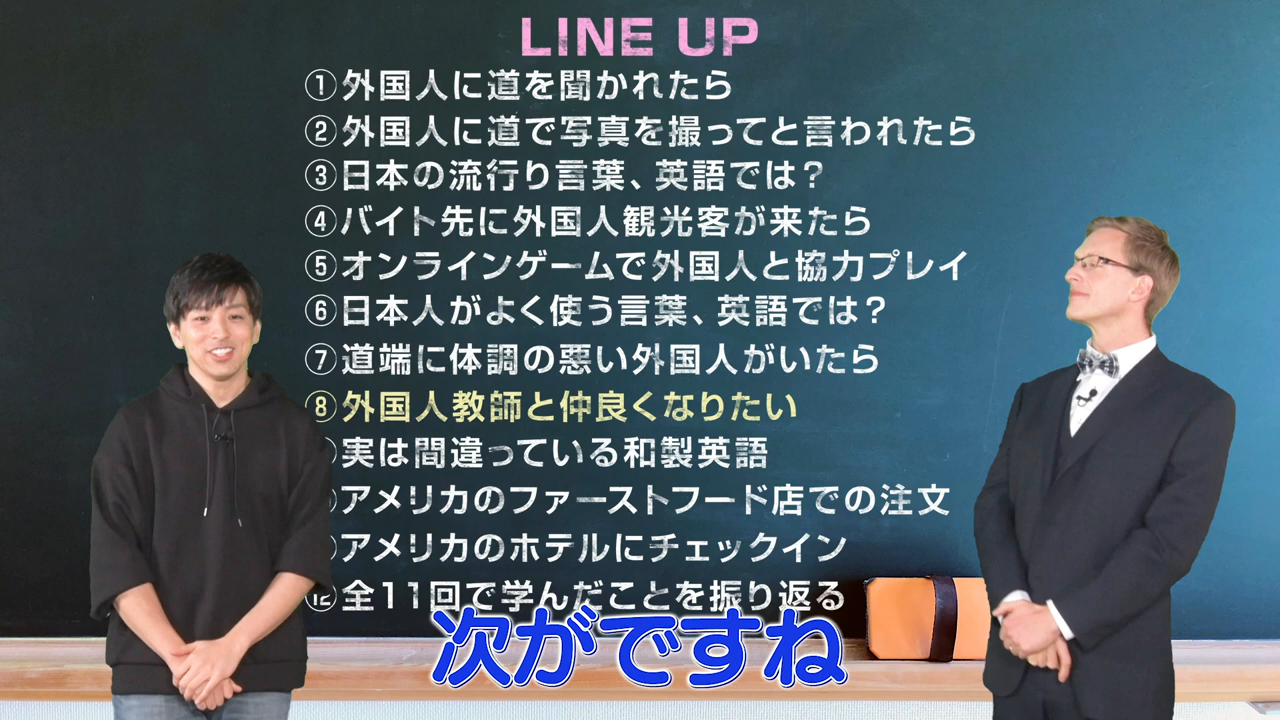 LINE UP
①外国人に道を聞かれたら
②外国人に道で写真を撮ってと言われたら
③日本の流行り言葉、英語では？
④バイト先に外国人観光客が来たら
⑤オンラインゲームで外国人と協力プレイ
⑥日本人がよく使う言葉、英語では？
⑦道端に体調の悪い外国人がいたら
⑧外国人教師と仲良くなりたい
実は間違っている和製英語
アメリカのファーストフード店での注文
アメリカのホテルにチェックイン
⑫全11回で学んだことを振り返る
次がですね